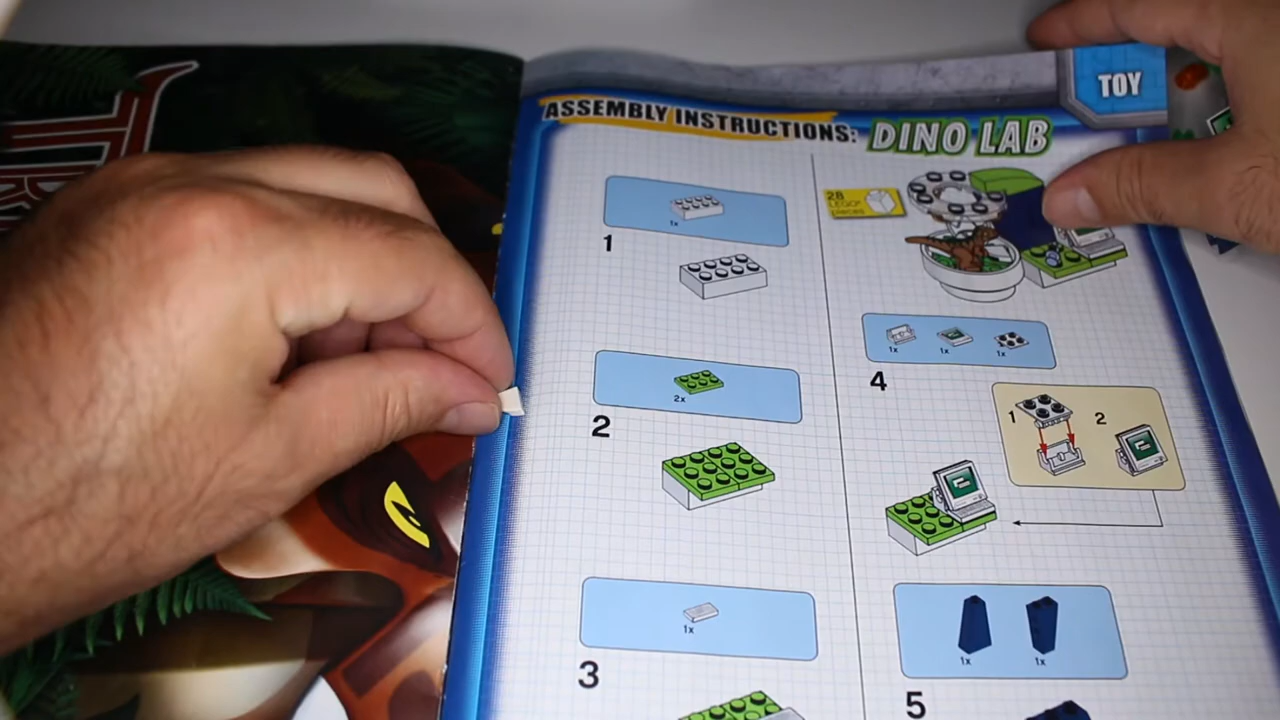 TOY
ASSEMBLY INSTRUCTIONS: DINO LAB
28
LEGO®
pieces
1x
1
2x
2
1x
3
1x 1x 1x
4
1 2
1x 1x
5